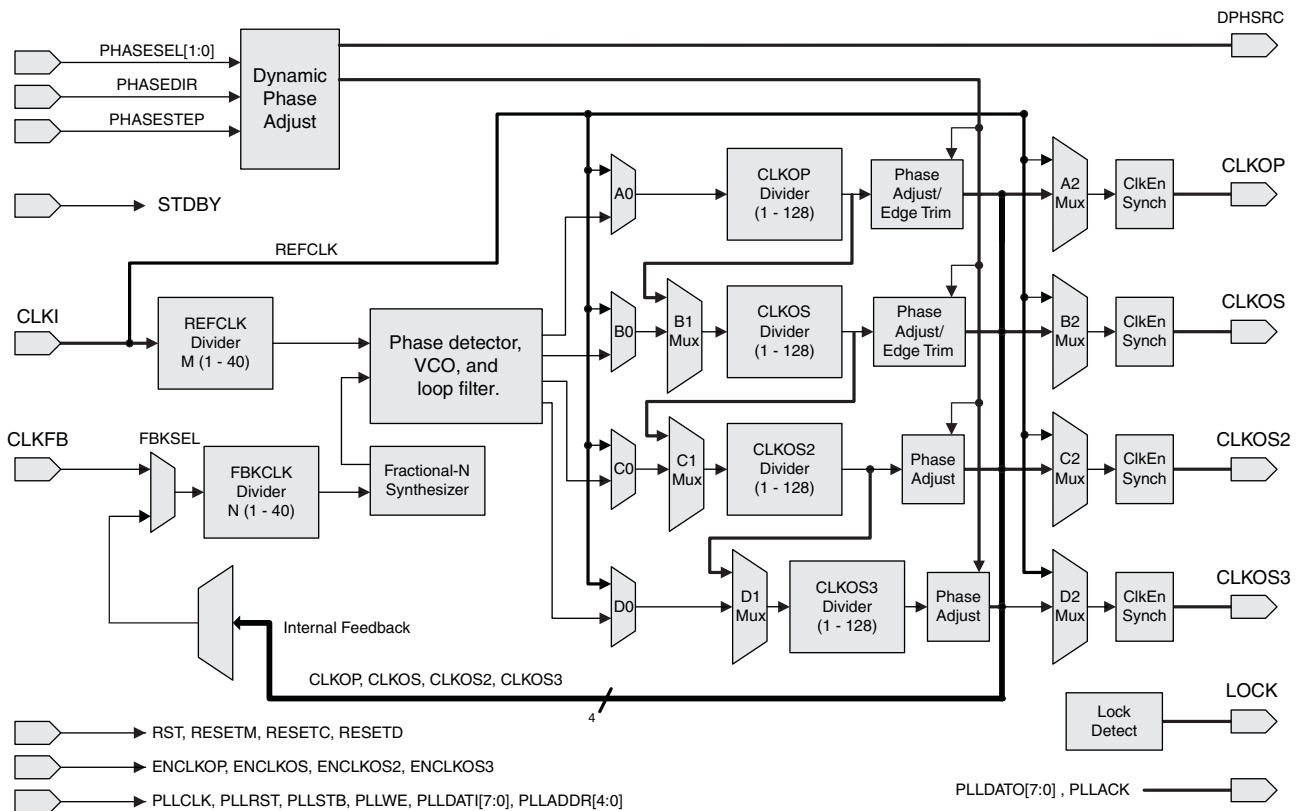 DPHSRC
PHASESEL[1:0]
PHASEDIR
PHASESTEP
Dynamic
Phase
Adjust
STDBY
REFCLK
CLKI
REFCLK
Divider
M (1 - 40)
Phase detector,
VCO, and
loop filter.
CLKFB
FBKSEL
FBKCLK
Divider
N (1 - 40)
Fractional-N
Synthesizer
Internal Feedback
A0
CLKOP
Divider
(1 - 128)
Phase
Adjust/
Edge Trim
A2
Mux
ClkEn
Synch
CLKOP
B0
B1
Mux
CLKOS
Divider
(1 - 128)
Phase
Adjust/
Edge Trim
B2
Mux
ClkEn
Synch
CLKOS
C0
C1
Mux
CLKOS2
Divider
(1 - 128)
Phase
Adjust
C2
Mux
ClkEn
Synch
CLKOS2
D0
D1
Mux
CLKOS3
Divider
(1 - 128)
Phase
Adjust
D2
Mux
ClkEn
Synch
CLKOS3
CLKOP, CLKOS, CLKOS2, CLKOS3
4
Lock
Detect
LOCK
RST, RESETM, RESETC, RESETD
ENCLKOP, ENCLKOS, ENCLKOS2, ENCLKOS3
PLLCLK, PLLRST, PLLSTB, PLLWE, PLLDATI[7:0], PLLADDR[4:0]
PLLDATO[7:0] , PLLACK